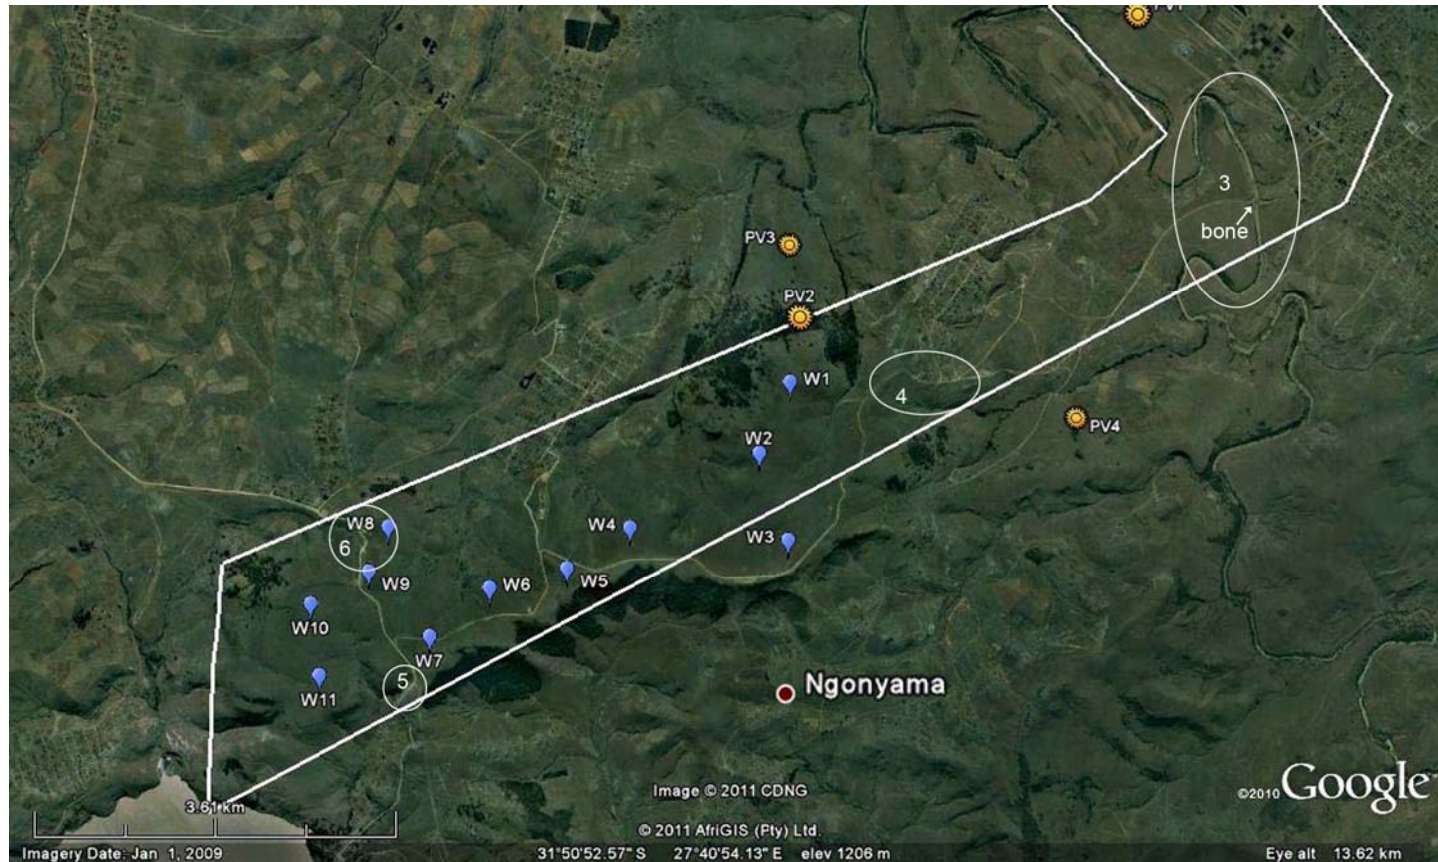 PV1
3
bone
PV3
PV2
W1
4
PV4
W2
W8
6
W4
W3
W9
W6
W5
W10
W7
5
W11
Ngonyama
3.61 km
Image © 2011 CDNG
©2010 Google
© 2011 AfriGIS (Pty) Ltd.
Imagery Date: Jan 1, 2009 31°50'52.57" S 27°40'54.13" E elev 1206 m Eye alt 13.62 km